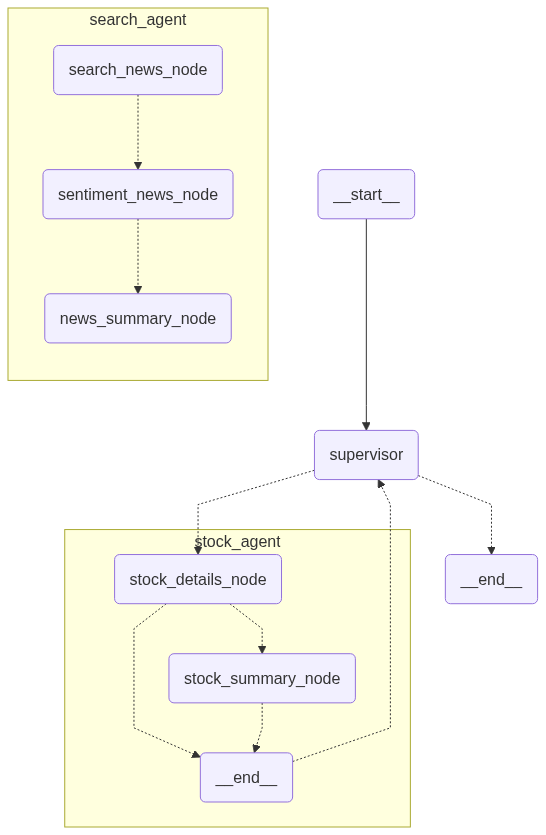 search_agent
search_news_node
sentiment_news_node
__start__
news_summary_node
supervisor
stock_agent
stock_details_node
__end__
stock_summary_node
__end__